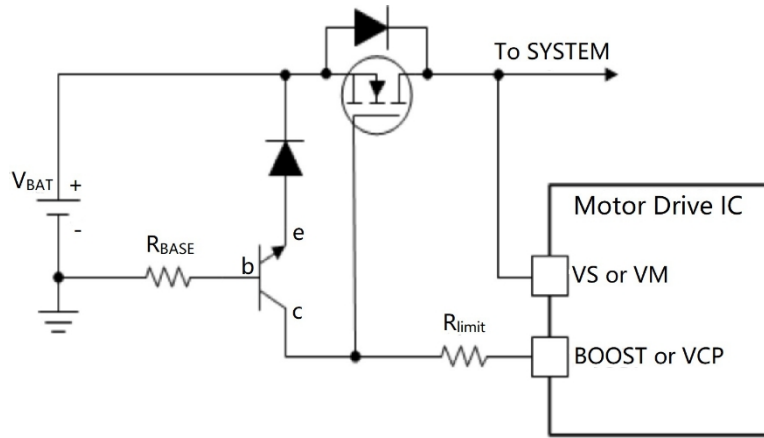 To SYSTEM
VBAT
+
-
RBASE
b
e
c
Rlimit
Motor Drive IC
VS or VM
BOOST or VCP